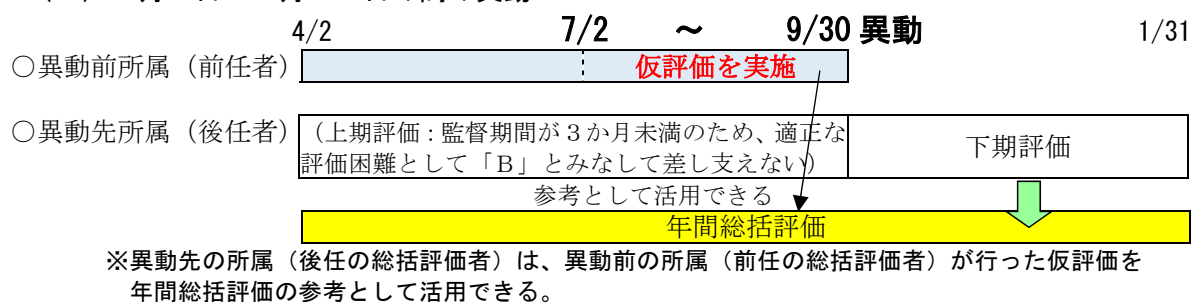 4/2 7/2 ~ 9/30 異動 1/31
○異動前所属（前任者） 仮評価を実施
○異動先所属（後任者） （上期評価：監督期間が３か月未満のため、適正な
評価困難として「Ｂ」とみなして差し支えない） 下期評価
参考として活用できる
年間総括評価
※異動先の所属（後任の総括評価者）は、異動前の所属（前任の総括評価者）が行った仮評価を
年間総括評価の参考として活用できる。